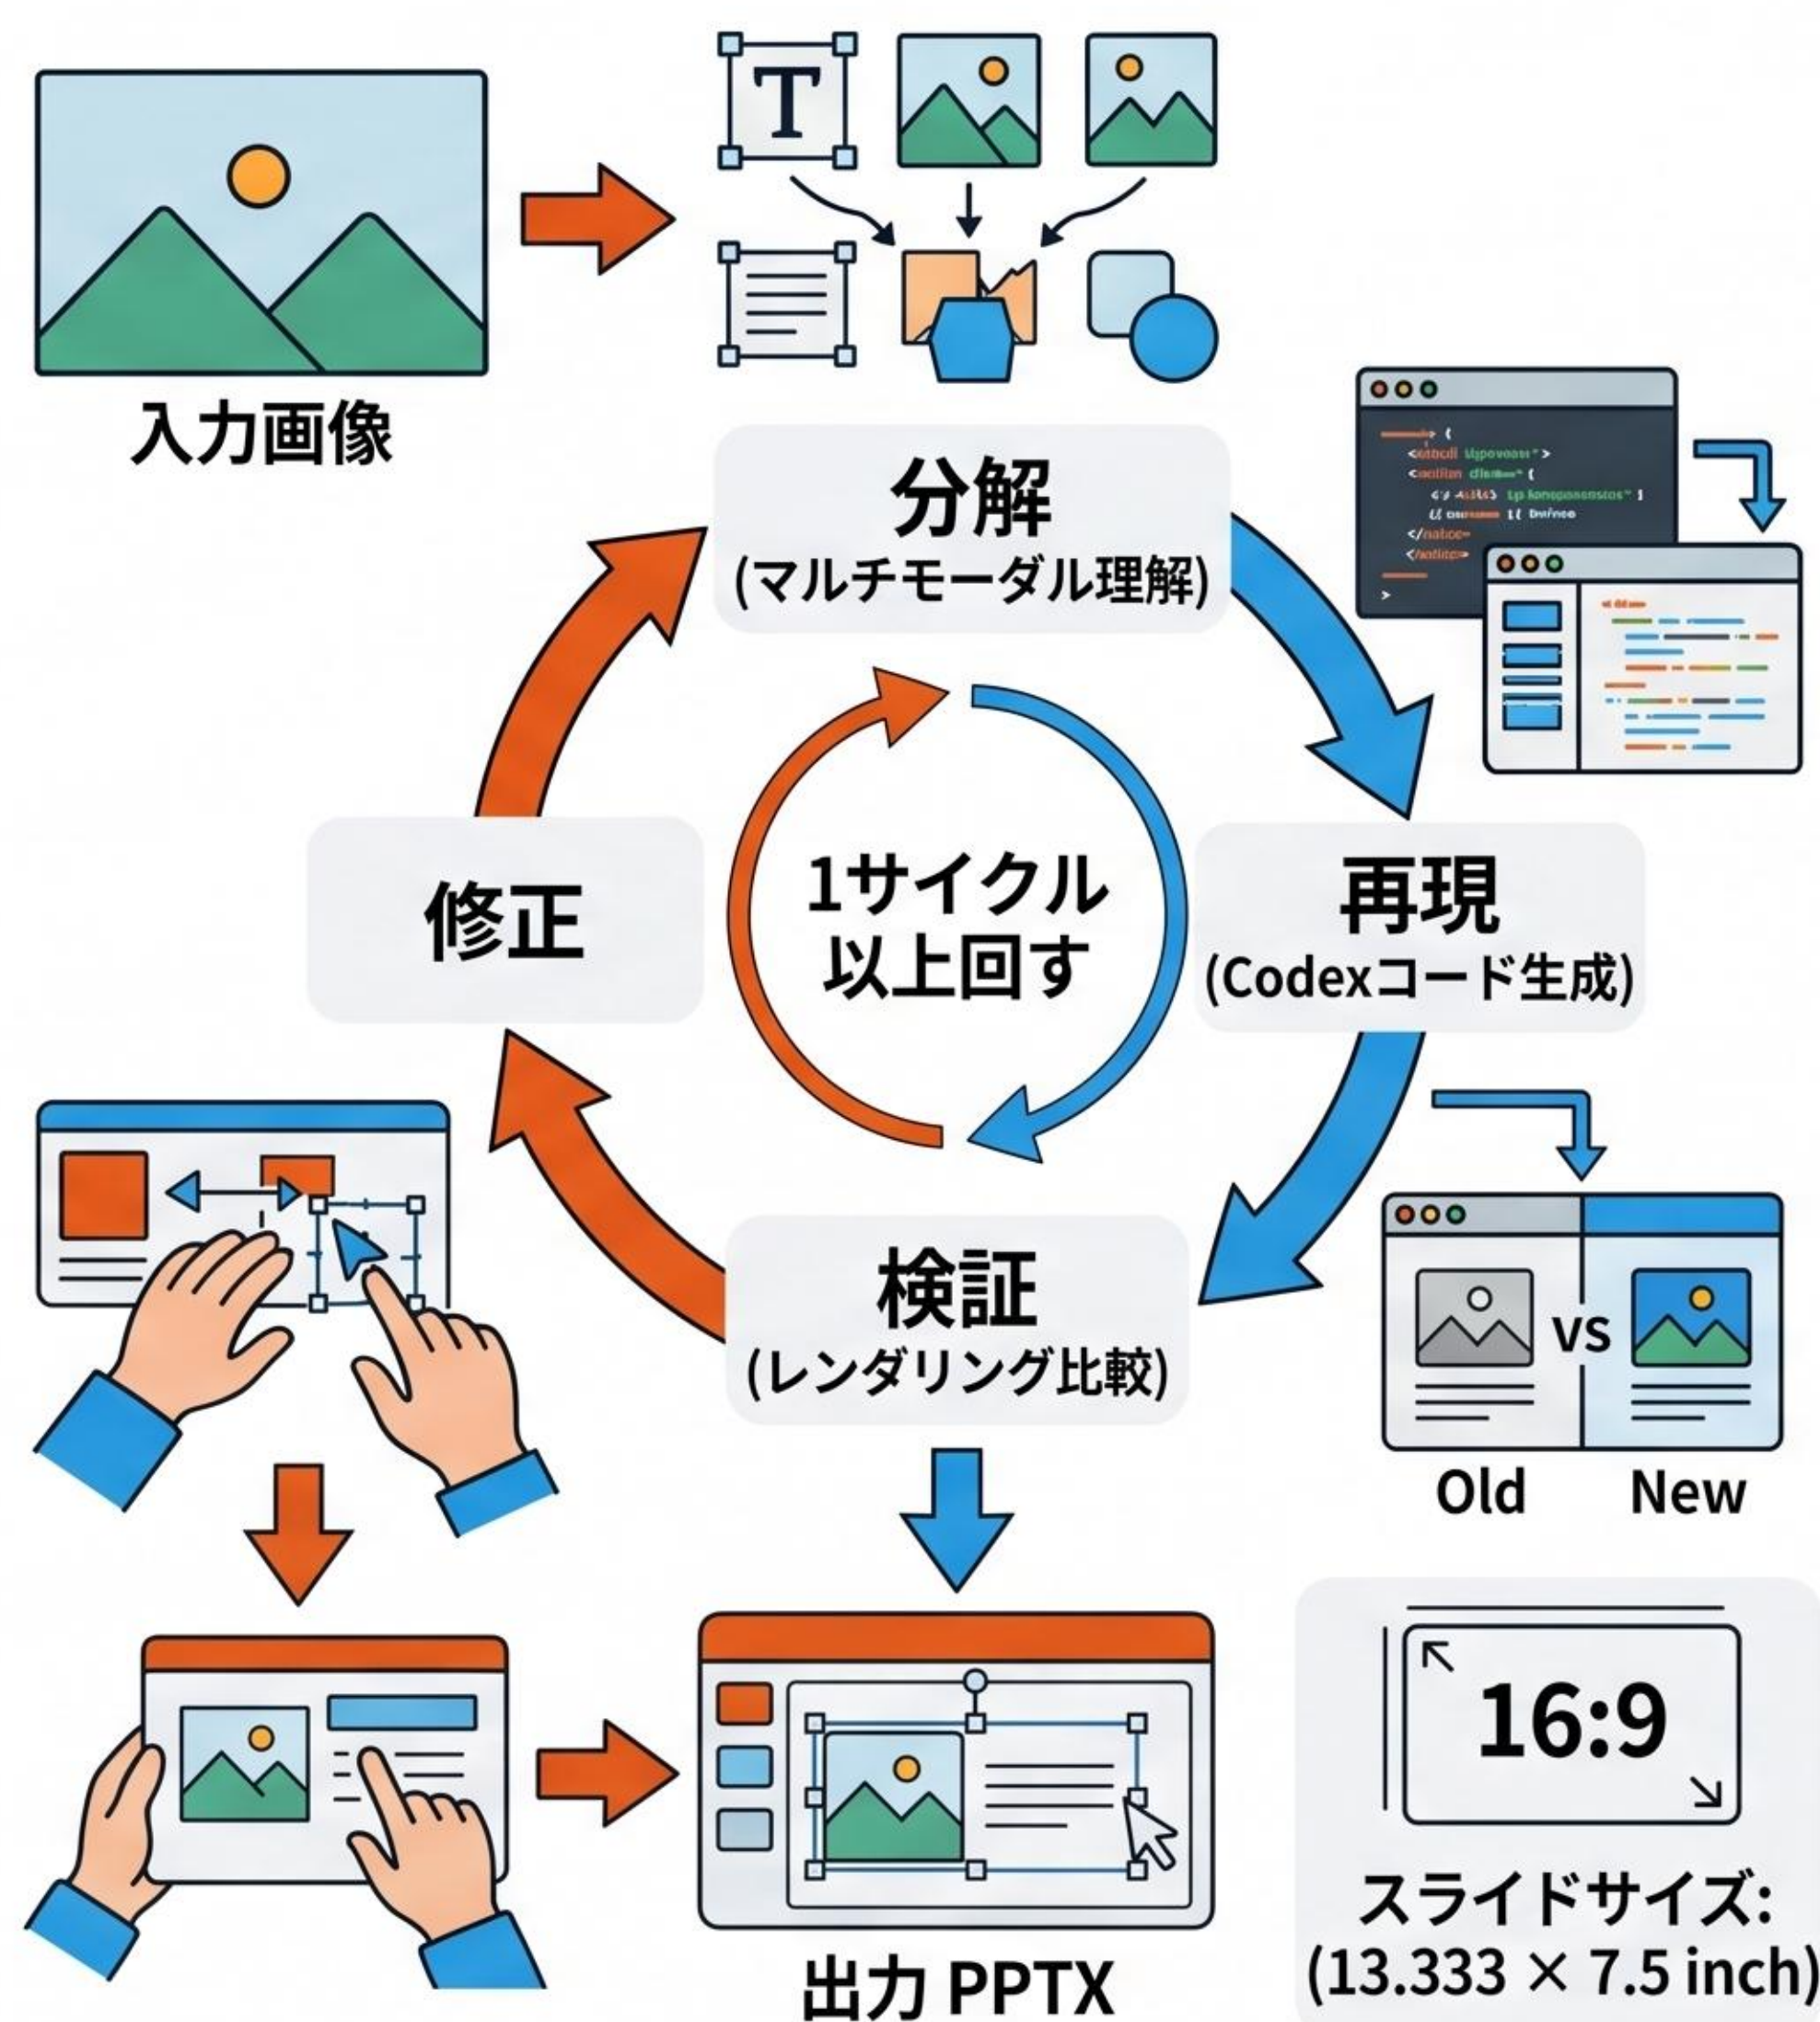 T
入力画像
分解
(マルチモーダル理解)
修正
1サイクル
以上回す
再現
(Codexコード生成)
検証
(レンダリング比較)
VS
Old
New
16:9
スライドサイズ:
(13.333 × 7.5 inch)
出力 PPTX